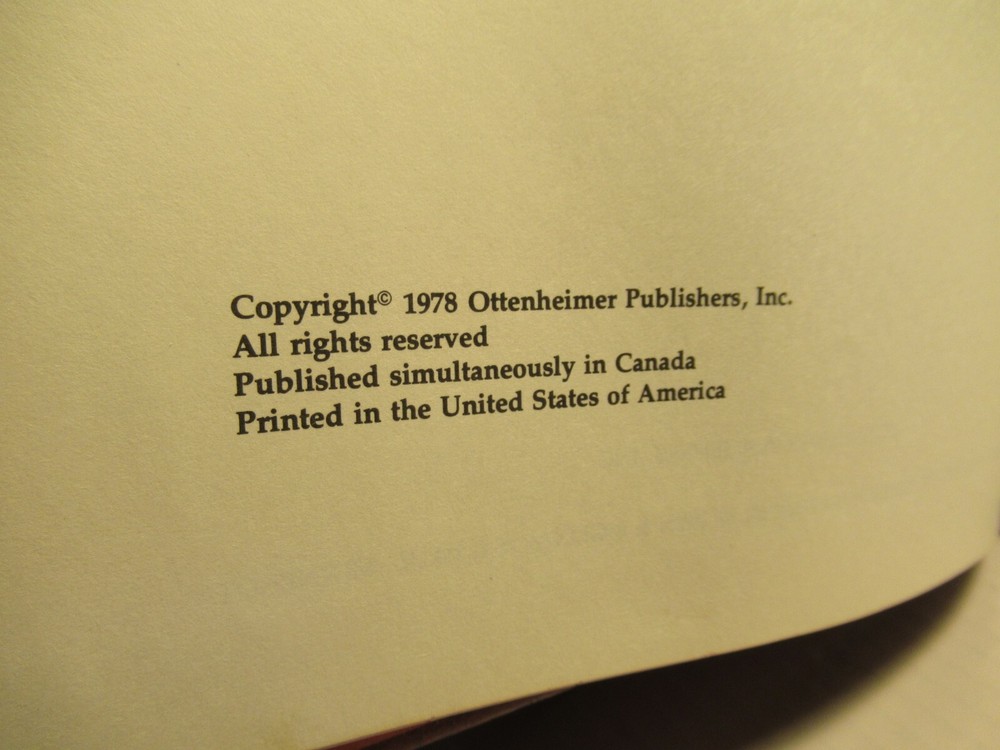 Copyright© 1978 Ottenheimer Publishers, Inc.
All rights reserved
Published simultaneously in Canada
Printed in the United States of America